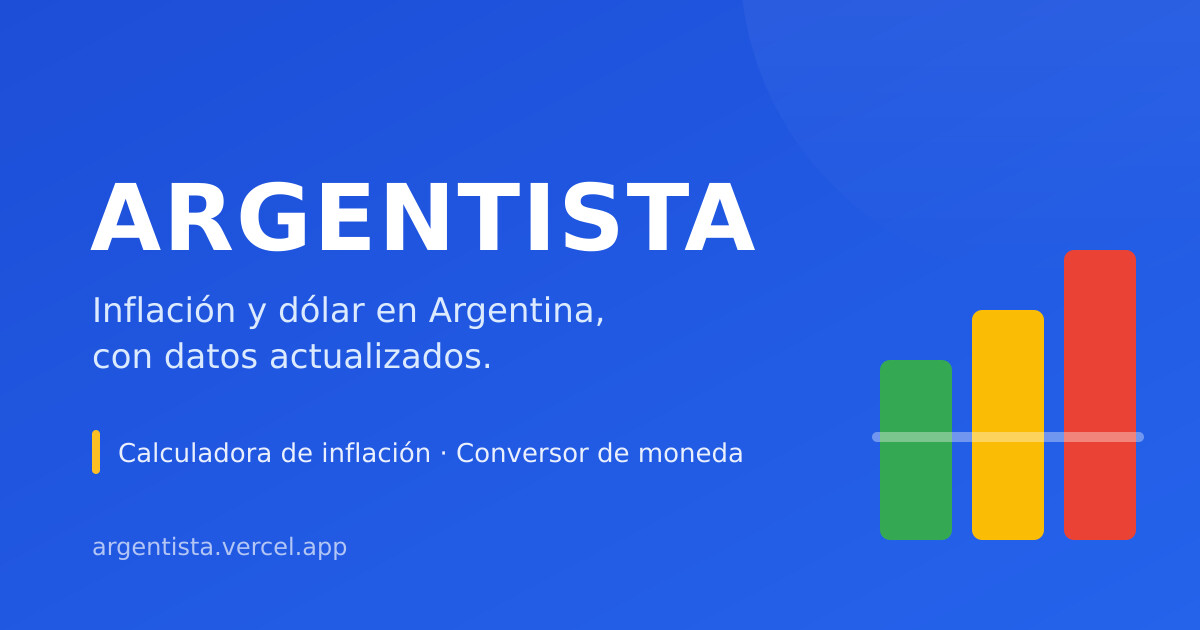 ARGENTISTA
Inflación y dólar en Argentina,
con datos actualizados.
Calculadora de inflación · Conversor de moneda
argentista.vercel.app